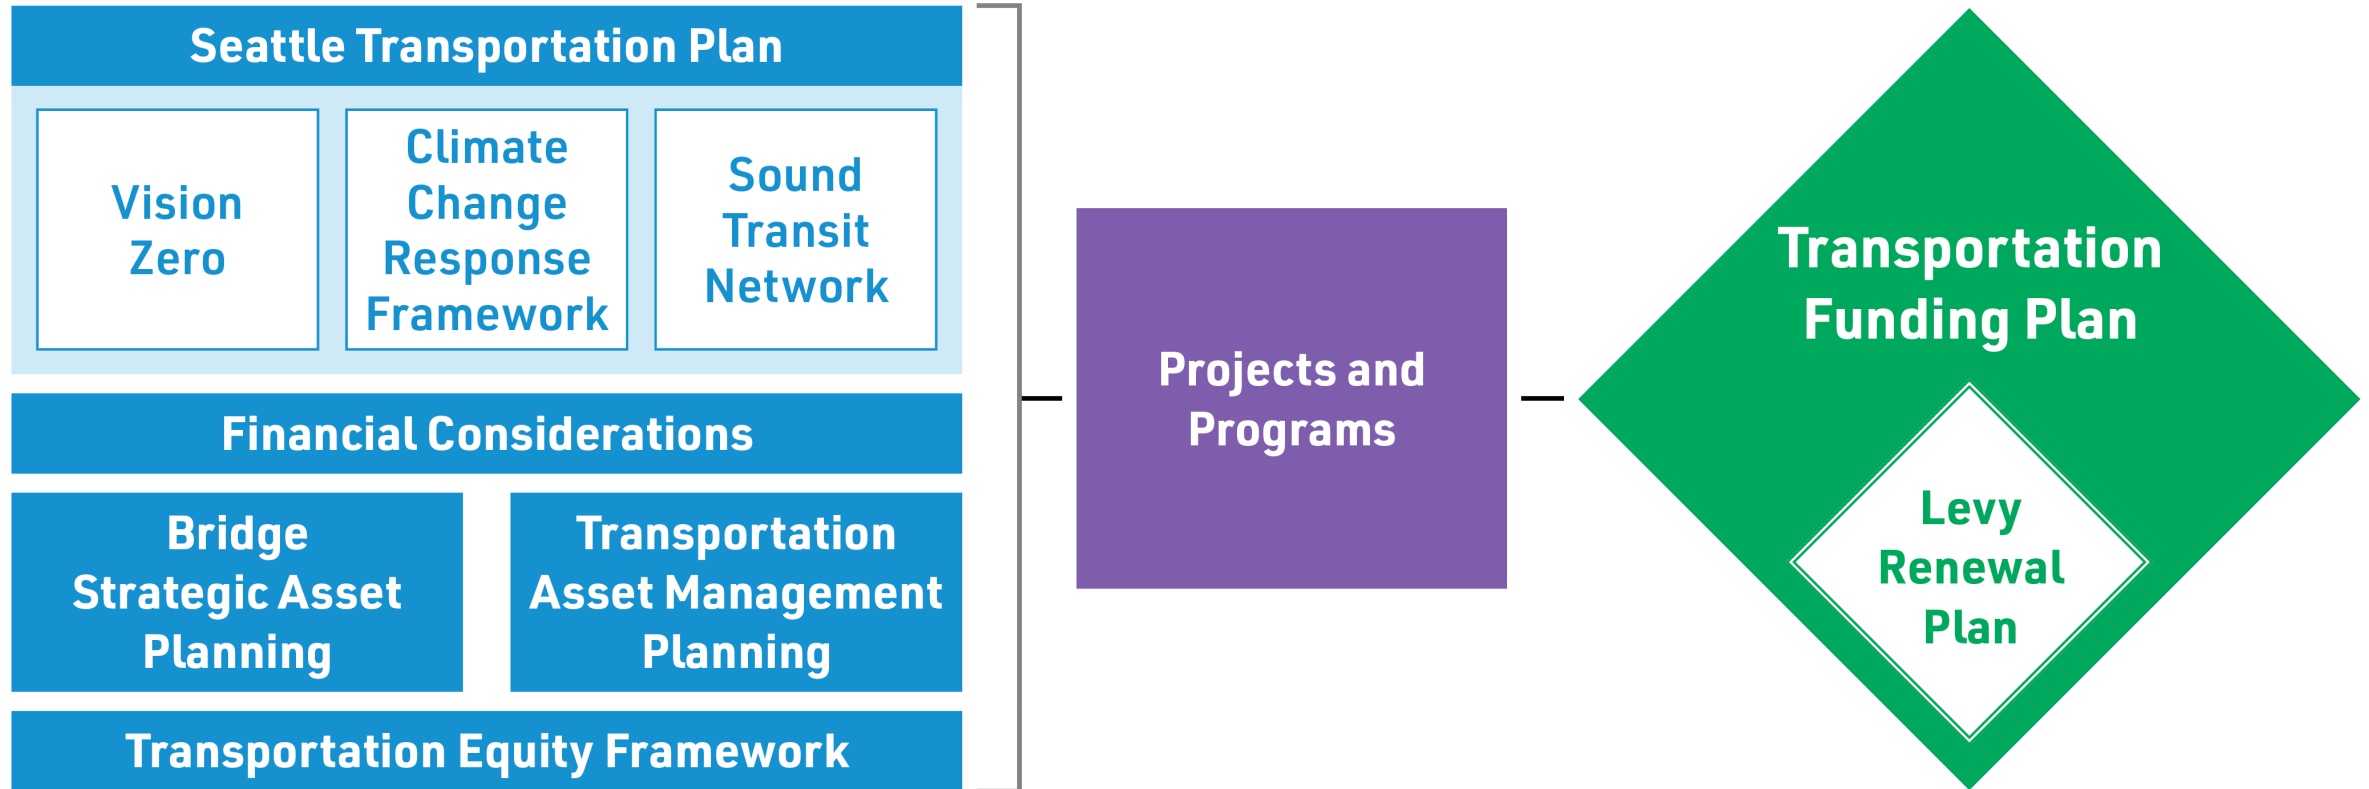 Seattle Transportation Plan
Vision
Zero
Climate
Change
Response
Framework
Sound
Transit
Network
Financial Considerations
Bridge
Strategic Asset
Planning
Transportation
Asset Management
Planning
Transportation Equity Framework
Projects and
Programs
Transportation
Funding Plan
Levy
Renewal
Plan